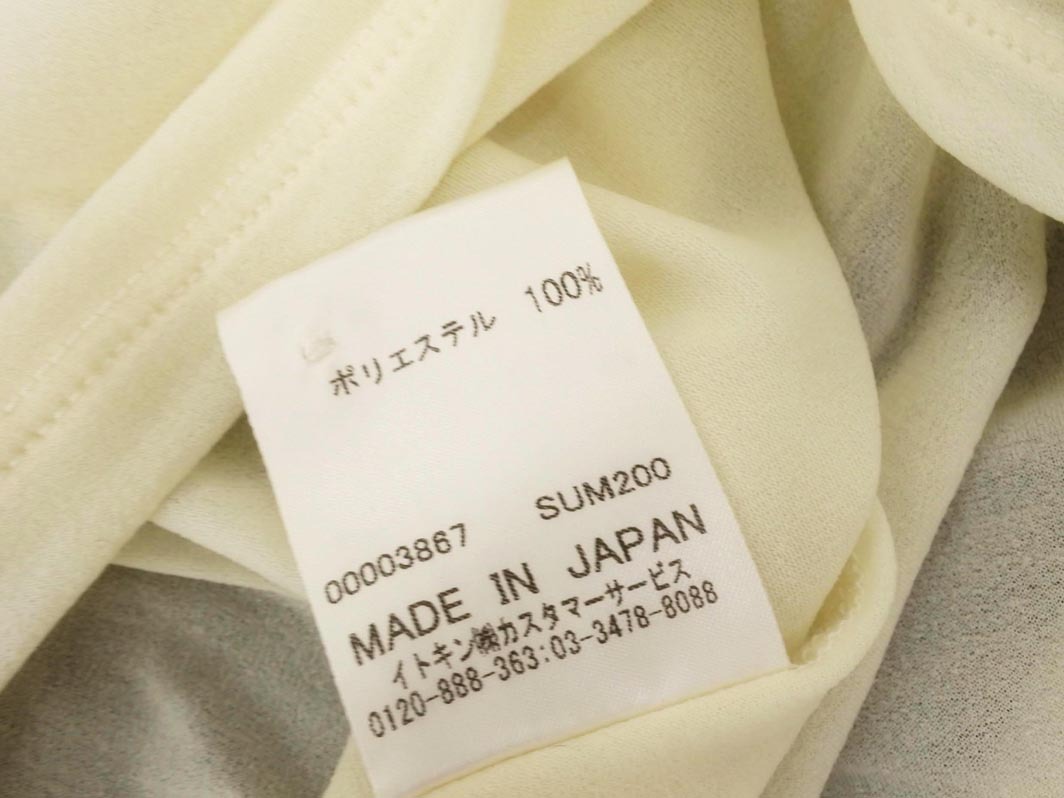 ポリエステル 100%
00003867 SUM200
MADE IN JAPAN
イトキン㈱カスタマーサービス
0120-888-363:03-3478-8088